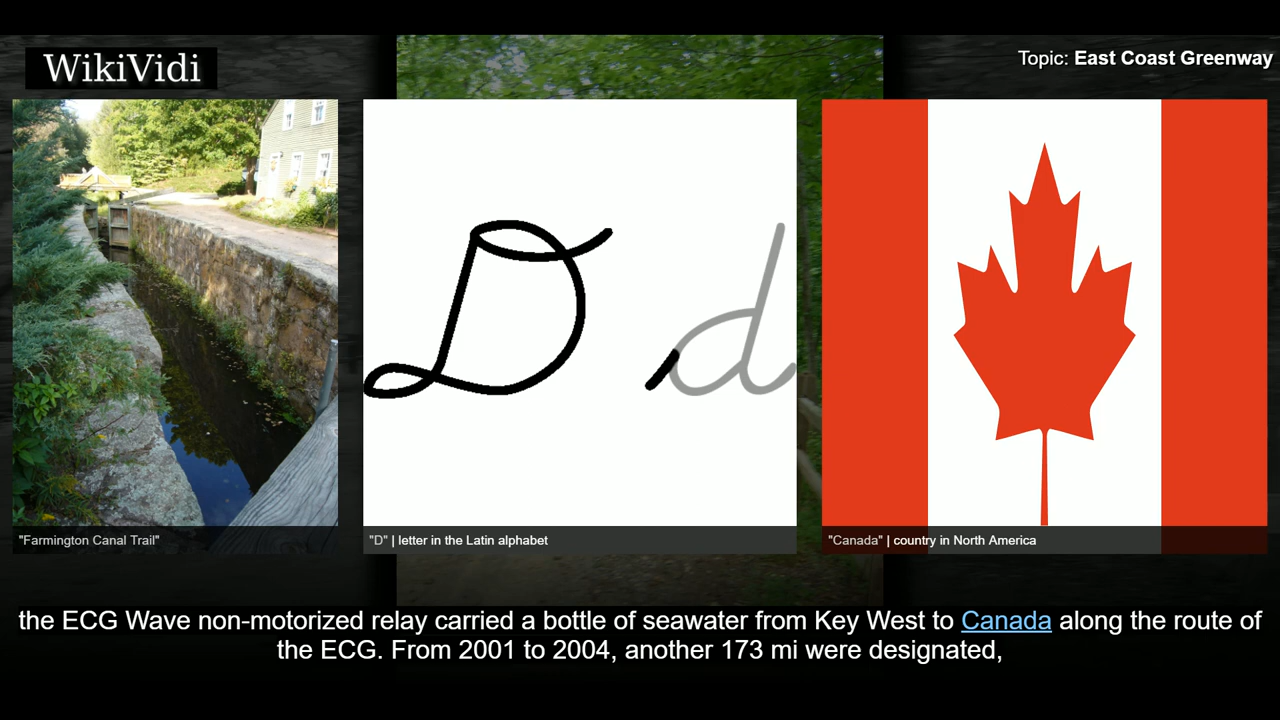 WikiVidi
Topic: East Coast Greenway
D d
"Farmington Canal Trail"
"D" | letter in the Latin alphabet
"Canada" | country in North America
the ECG Wave non-motorized relay carried a bottle of seawater from Key West to Canada along the route of
the ECG. From 2001 to 2004, another 173 mi were designated,